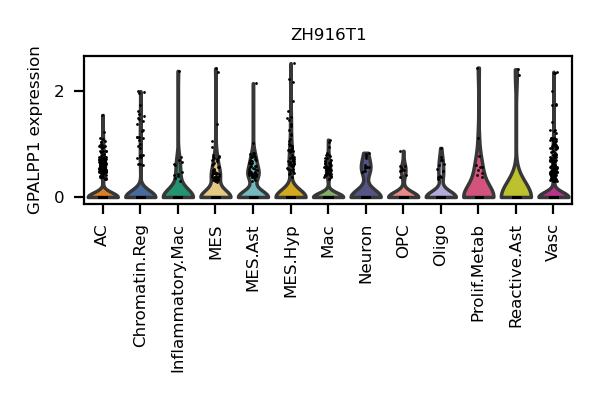 ZH916T1
GPALPP1 expression
2
0
AC
Chromatin.Reg
Inflammatory.Mac
MES
MES.Ast
MES.Hyp
Mac
Neuron
OPC
Oligo
Prolif.Metab
Reactive.Ast
Vasc